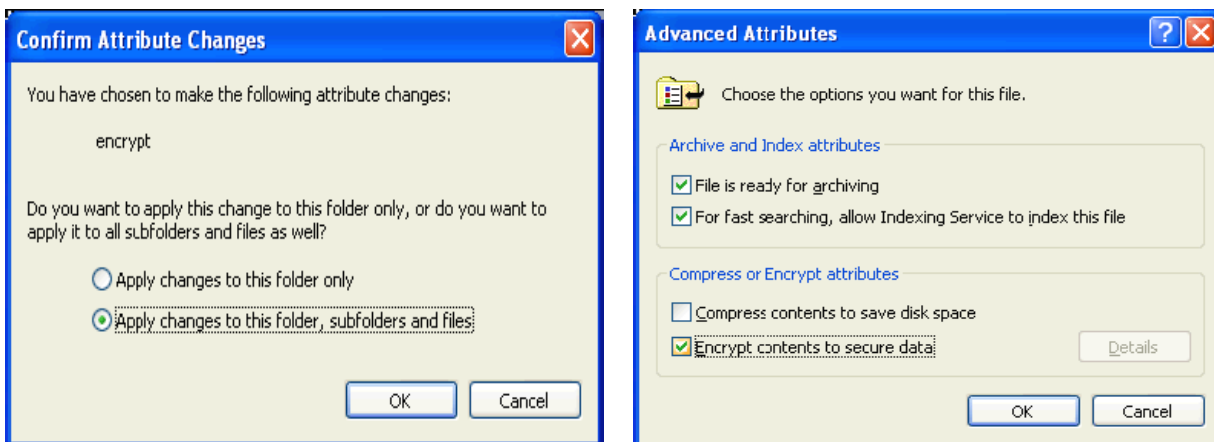 Confirm Attribute Changes
You have chosen to make the following attribute changes:
encrypt
Do you want to apply this change to this folder only, or do you want to
apply it to all subfolders and files as well?
Apply changes to this folder only
Apply changes to this folder, subfolders and files
OK
Cancel
Advanced Attributes
?
Choose the options you want for this file.
Archive and Index attributes
File is ready for archiving
For fast searching, allow Indexing Service to index this file
Compress or Encrypt attributes
Compress contents to save disk space
Encrypt contents to secure data
Details
OK
Cancel